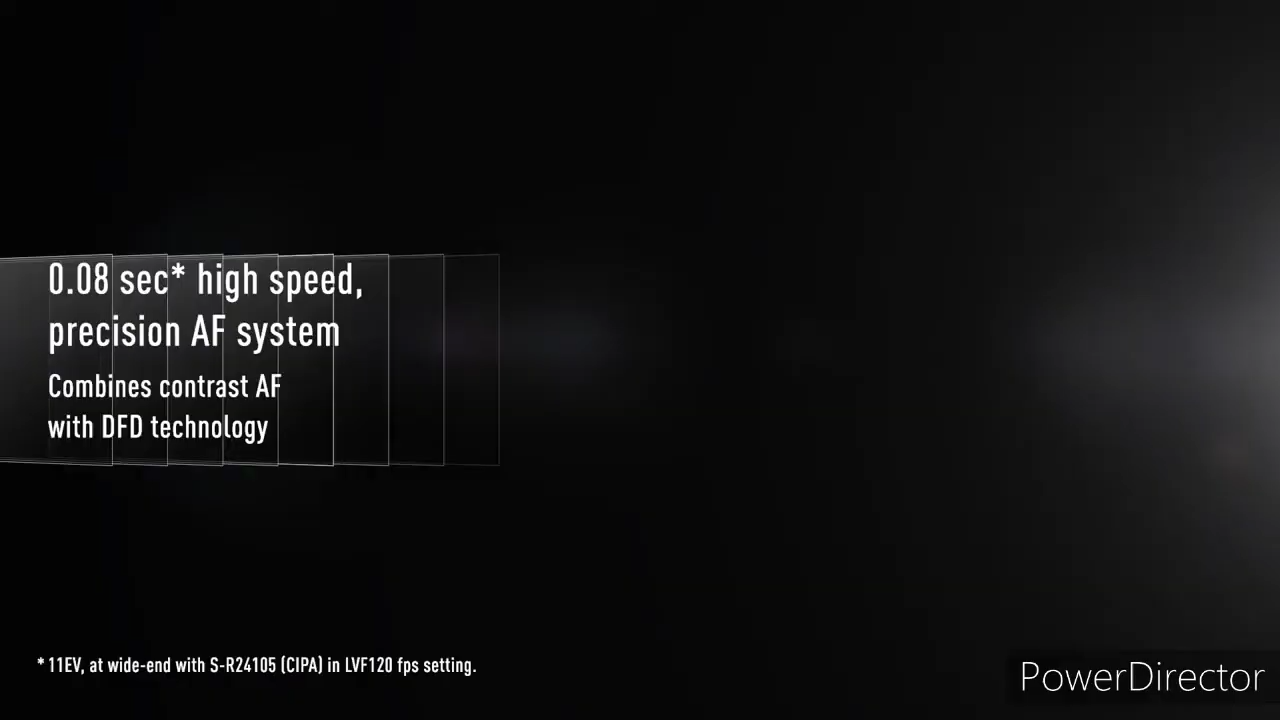 0.08 sec* high speed,
precision AF system
Combines contrast AF
with DFD technology
* 11EV, at wide-end with S-R24105 (CIPA) in LVF120 fps setting.
PowerDirector